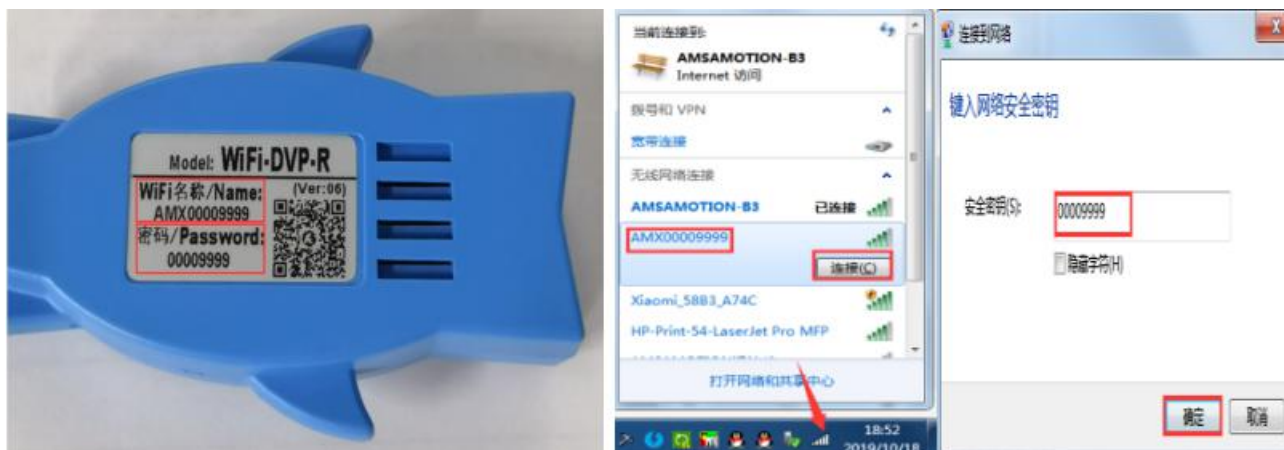 Model: WiFi-DVP-R
WiFi名称/Name: (Ver:06)
AMX00009999
密码/Password:
00009999
当前连接到:
AMSAMOTION-B3
Internet 访问
拨号和 VPN
宽带连接
无线网络连接
AMSAMOTION-B3 已连接
AMX00009999
连接(C)
Xiaomi_58B3_A74C
HP-Print-54-LaserJet Pro MFP
打开网络和共享中心
18:52
2019/10/18
连接到网络
X
键入网络安全密钥
安全密钥(S):
00009999
隐藏字符(H)
确定
取消